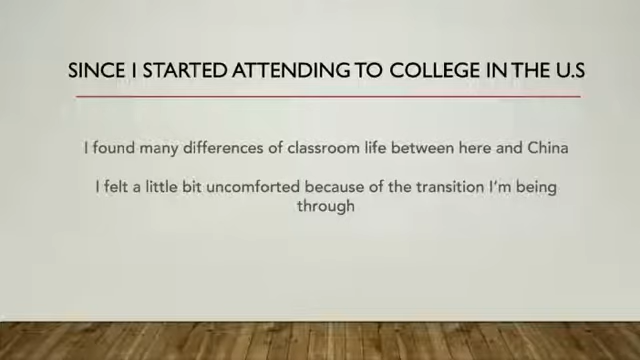 SINCE I STARTED ATTENDING TO COLLEGE IN THE U.S
I found many differences of classroom life between here and China
I felt a little bit uncomforted because of the transition I'm being
through